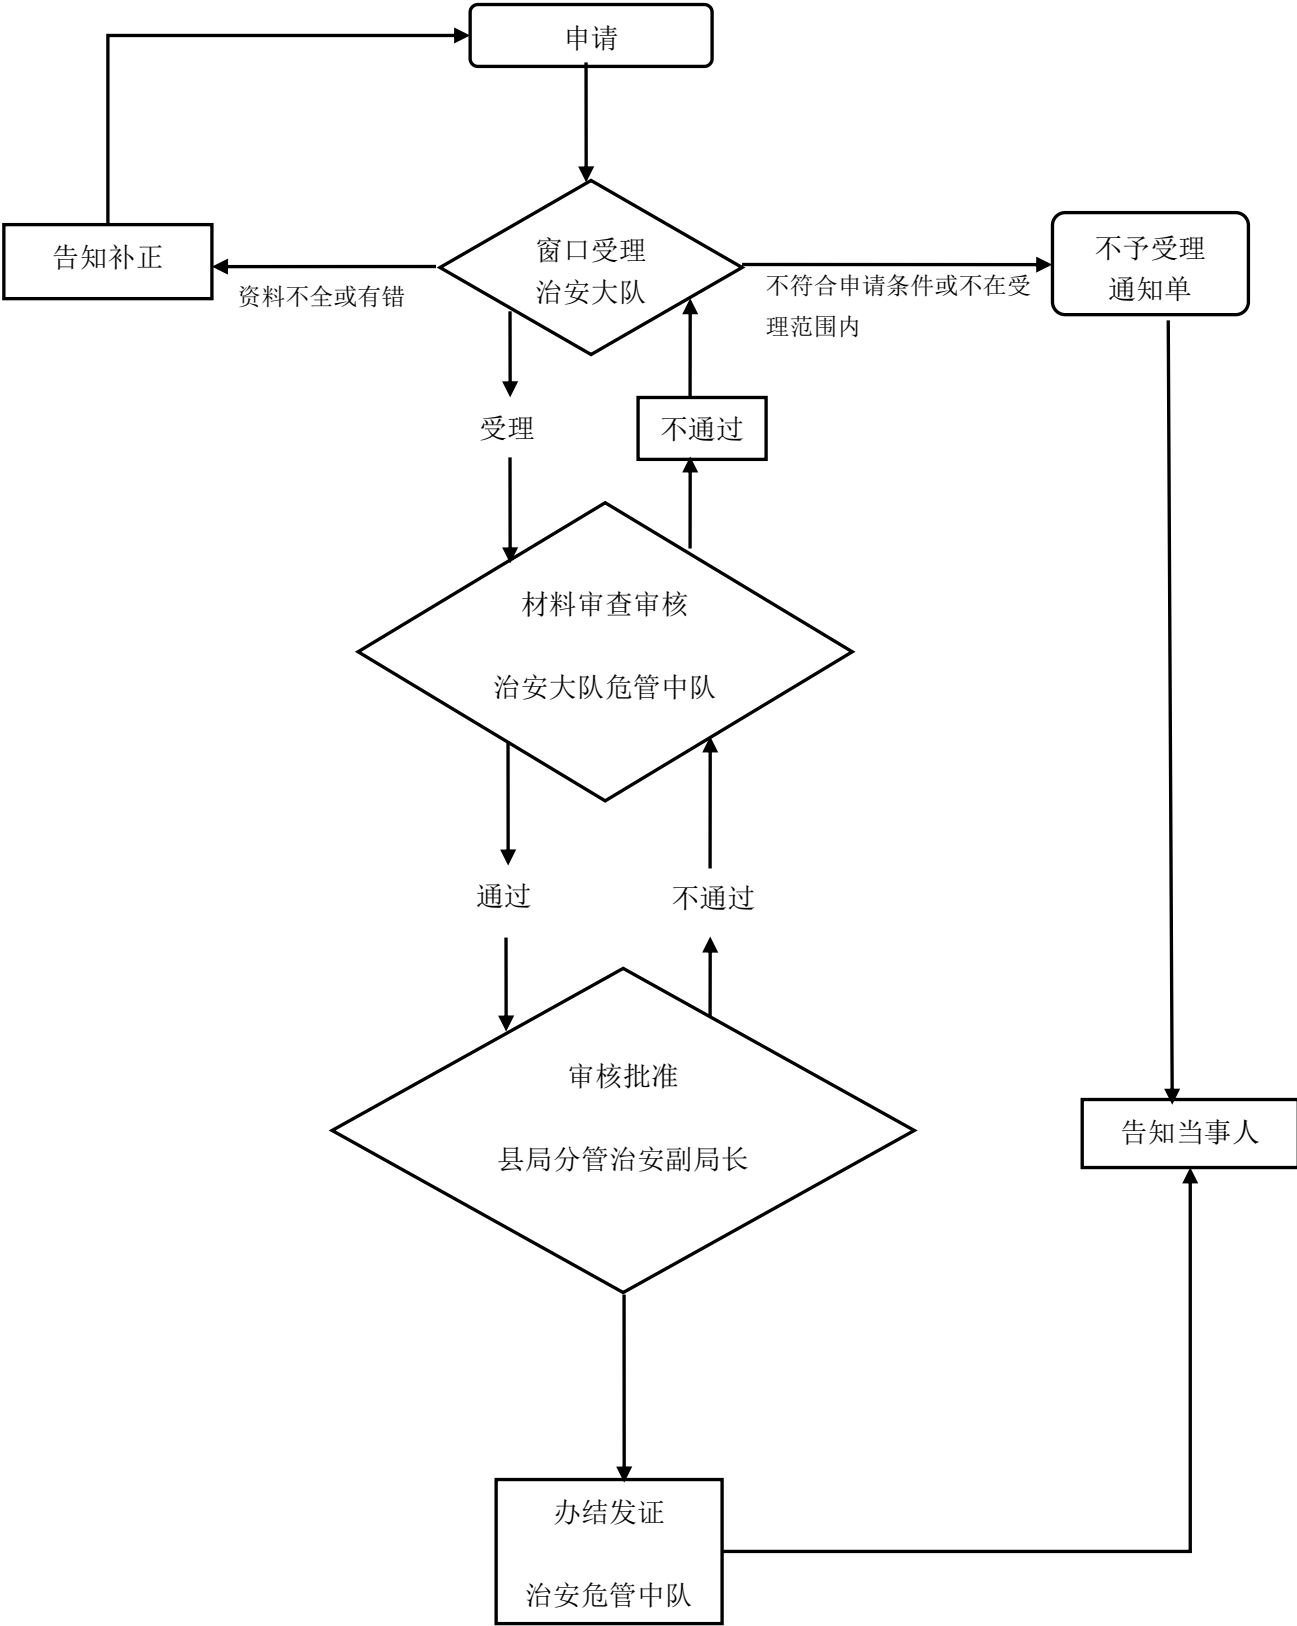 申请
窗口受理
治安大队
告知补正
资料不全或有错
不符合申请条件或不在受
理范围内
不予受理
通知单
受理
不通过
材料审查审核
治安大队危管中队
通过
不通过
审核批准
县局分管治安副局长
告知当事人
办结发证
治安危管中队